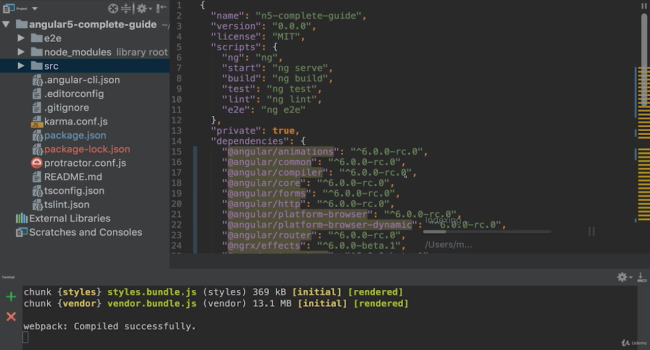 Project
angular5-complete-guide ~/
e2e
node_modules library root
src
.angular-cli.json
.editorconfig
.gitignore
karma.conf.js
package.json
package-lock.json
protractor.conf.js
README.md
tsconfig.json
tslint.json
External Libraries
Scratches and Consoles
1 {
2 "name": "n5-complete-guide",
3 "version": "0.0.0",
4 "license": "MIT",
5 "scripts": {
6 "ng": "ng",
7 "start": "ng serve",
8 "build": "ng build",
9 "test": "ng test",
10 "lint": "ng lint",
11 "e2e": "ng e2e"
12 },
13 "private": true,
14 "dependencies": {
15 "@angular/animations": "^6.0.0-rc.0",
16 "@angular/common": "^6.0.0-rc.0",
17 "@angular/compiler": "^6.0.0-rc.0",
18 "@angular/core": "^6.0.0-rc.0",
19 "@angular/forms": "^6.0.0-rc.0",
20 "@angular/http": "^6.0.0-rc.0",
21 "@angular/platform-browser": "^6.0.0-rc.0",
22 "@angular/platform-browser-dynamic": "^6.0.0-rc.0",
23 "@angular/router": "^6.0.0-rc.0",
24 "@ngrx/effects": "^6.0.0-beta.1",
Indexing...
/Users/m...
Terminal
chunk {styles} styles.bundle.js (styles) 369 kB [initial] [rendered]
chunk {vendor} vendor.bundle.js (vendor) 13.1 MB [initial] [rendered]
webpack: Compiled successfully.
Udemy